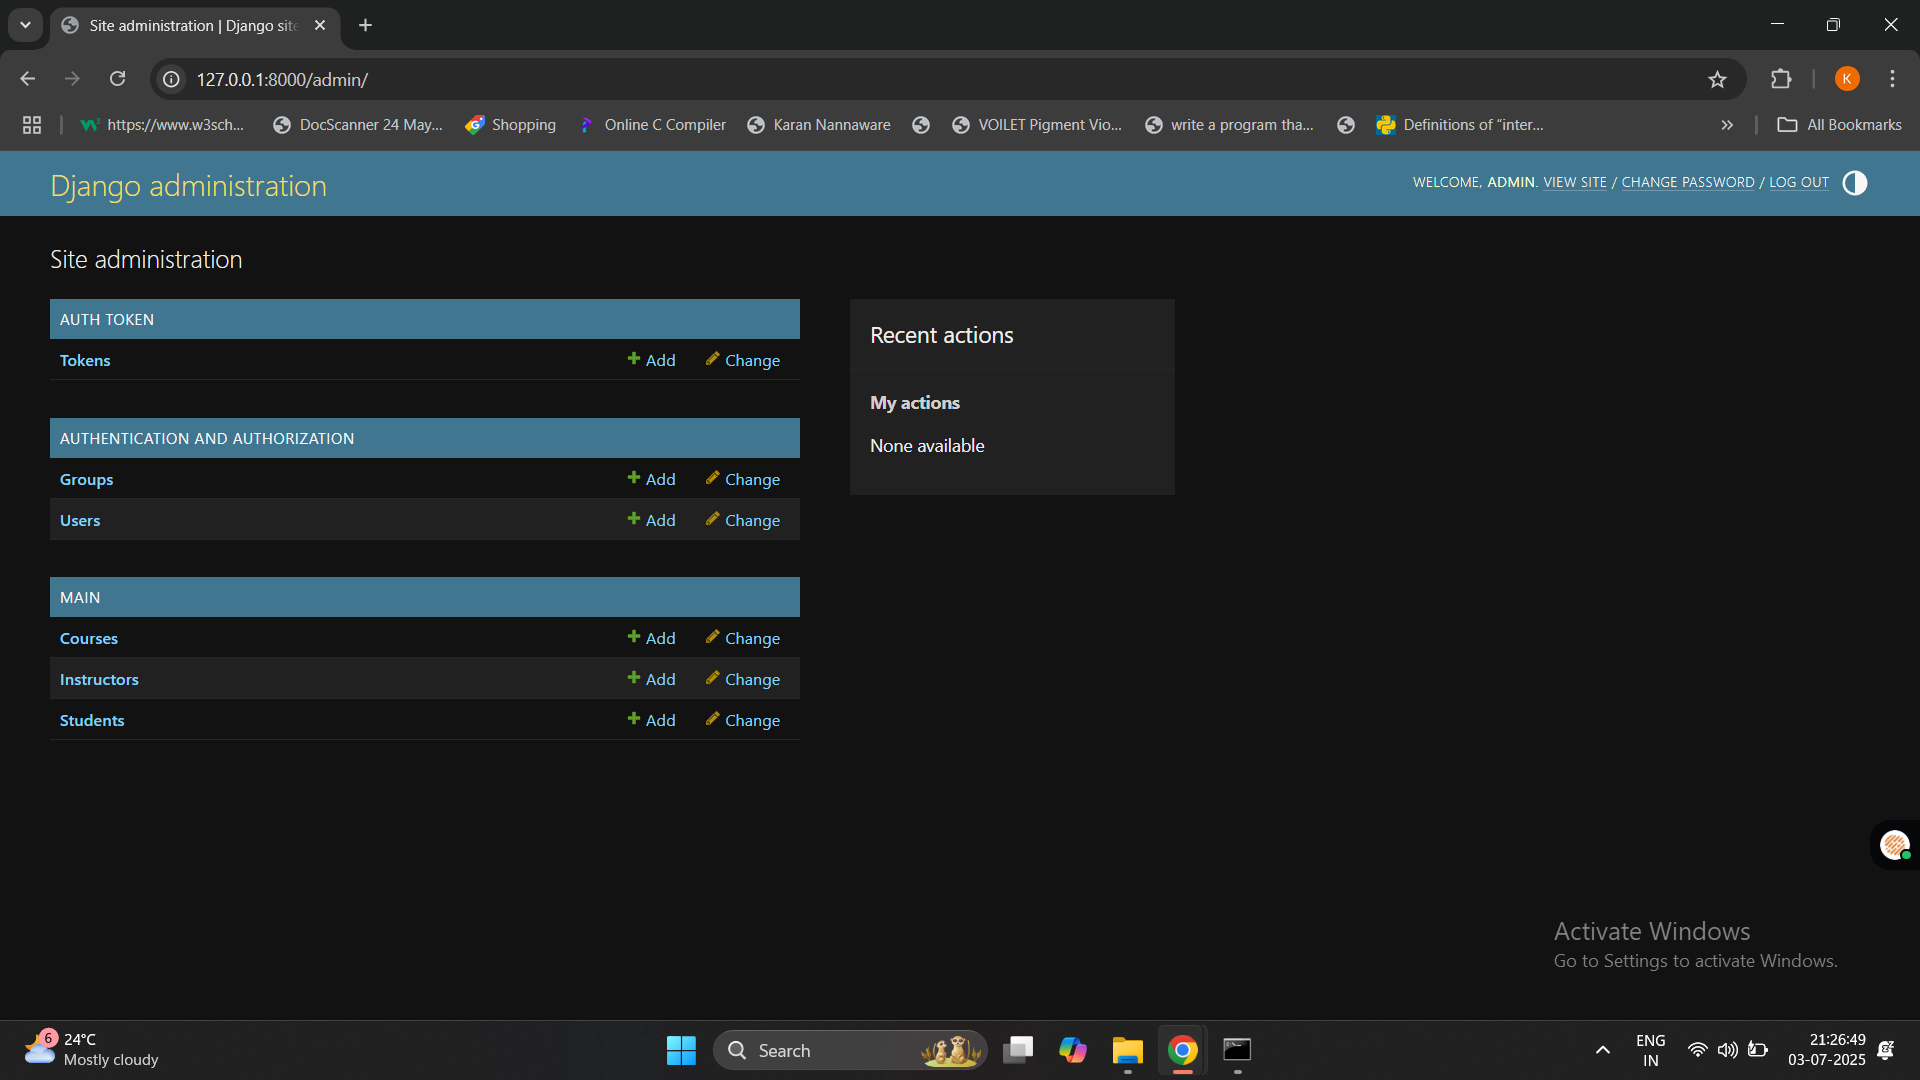 Site administration | Django site
127.0.0.1:8000/admin/
https://www.w3sch...
DocScanner 24 May...
Shopping
Online C Compiler
Karan Nannaware
VOILET Pigment Vio...
write a program tha...
Definitions of “inter...
»
All Bookmarks
K
Django administration
WELCOME, ADMIN. VIEW SITE / CHANGE PASSWORD / LOG OUT
Site administration
AUTH TOKEN
Tokens
Add
Change
AUTHENTICATION AND AUTHORIZATION
Groups
Add
Change
Users
Add
Change
MAIN
Courses
Add
Change
Instructors
Add
Change
Students
Add
Change
Recent actions
My actions
None available
Activate Windows
Go to Settings to activate Windows.
6
24°C
Mostly cloudy
Search
ENG
IN
21:26:49
03-07-2025